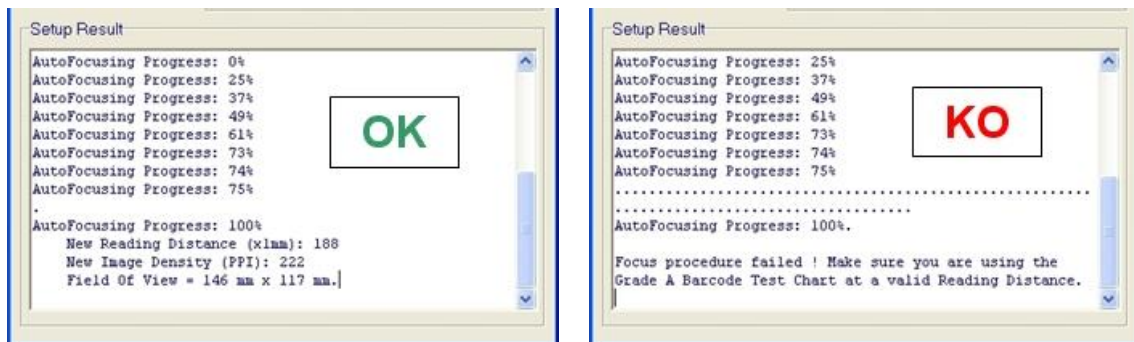 Setup Result
AutoFocusing Progress: 0%
AutoFocusing Progress: 25%
AutoFocusing Progress: 37%
AutoFocusing Progress: 49%
AutoFocusing Progress: 61%
AutoFocusing Progress: 73%
AutoFocusing Progress: 74%
AutoFocusing Progress: 75%
.
AutoFocusing Progress: 100%
New Reading Distance (x1mm): 188
New Image Density (PPI): 222
Field Of View = 146 mm x 117 mm.
OK
Setup Result
AutoFocusing Progress: 25%
AutoFocusing Progress: 37%
AutoFocusing Progress: 49%
AutoFocusing Progress: 61%
AutoFocusing Progress: 73%
AutoFocusing Progress: 74%
AutoFocusing Progress: 75%
........................................................
...................................
AutoFocusing Progress: 100%.
Focus procedure failed ! Make sure you are using the
Grade A Barcode Test Chart at a valid Reading Distance.
KO